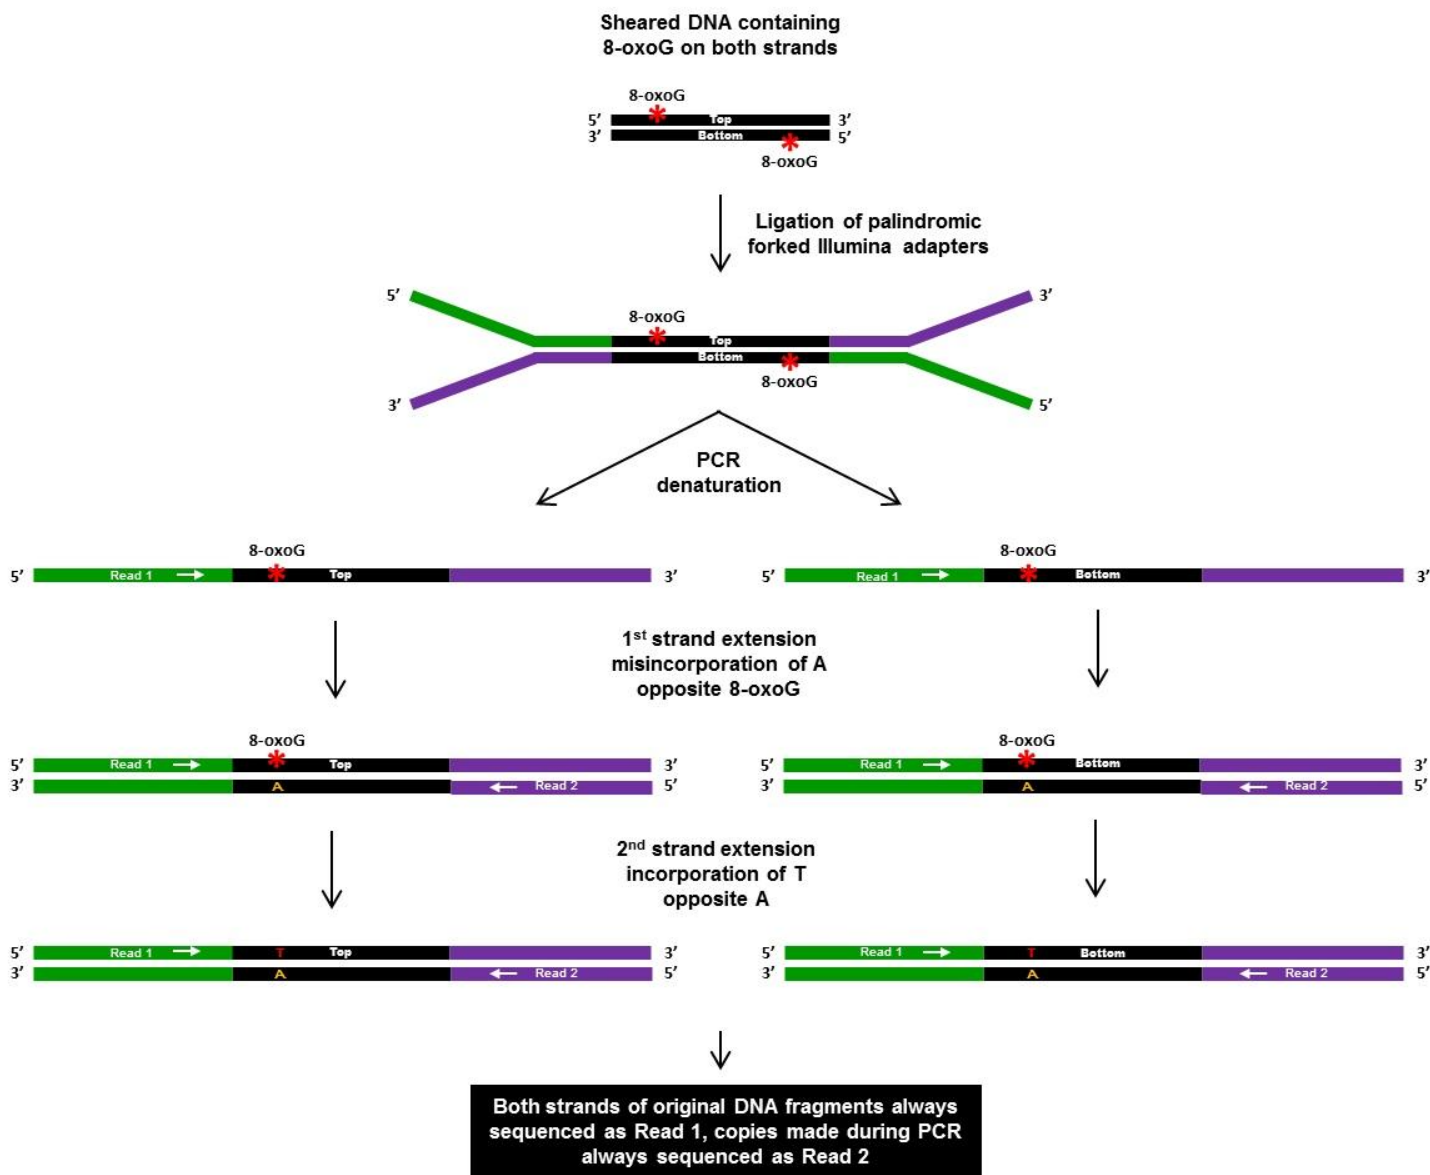 Sheared DNA containing
8-oxoG on both strands
8-oxoG
5’ Top 3’
3’ Bottom 5’
8-oxoG
Ligation of palindromic
forked Illumina adapters
5’ 3’
8-oxoG
Top
Bottom
8-oxoG
3’ 5’
PCR
denaturation
8-oxoG 8-oxoG
5’ Read 1 Top 3’ 5’ Read 1 Bottom 3’
1st strand extension
misincorporation of A
opposite 8-oxoG
8-oxoG 8-oxoG
5’ Read 1 Top 3’ 5’ Read 1 Bottom 3’
3’ A Read 2 5’ 3’ A Read 2 5’
2nd strand extension
incorporation of T
opposite A
5’ Read 1 T Top 3’ 5’ Read 1 T Bottom 3’
3’ A Read 2 5’ 3’ A Read 2 5’
Both strands of original DNA fragments always
sequenced as Read 1, copies made during PCR
always sequenced as Read 2